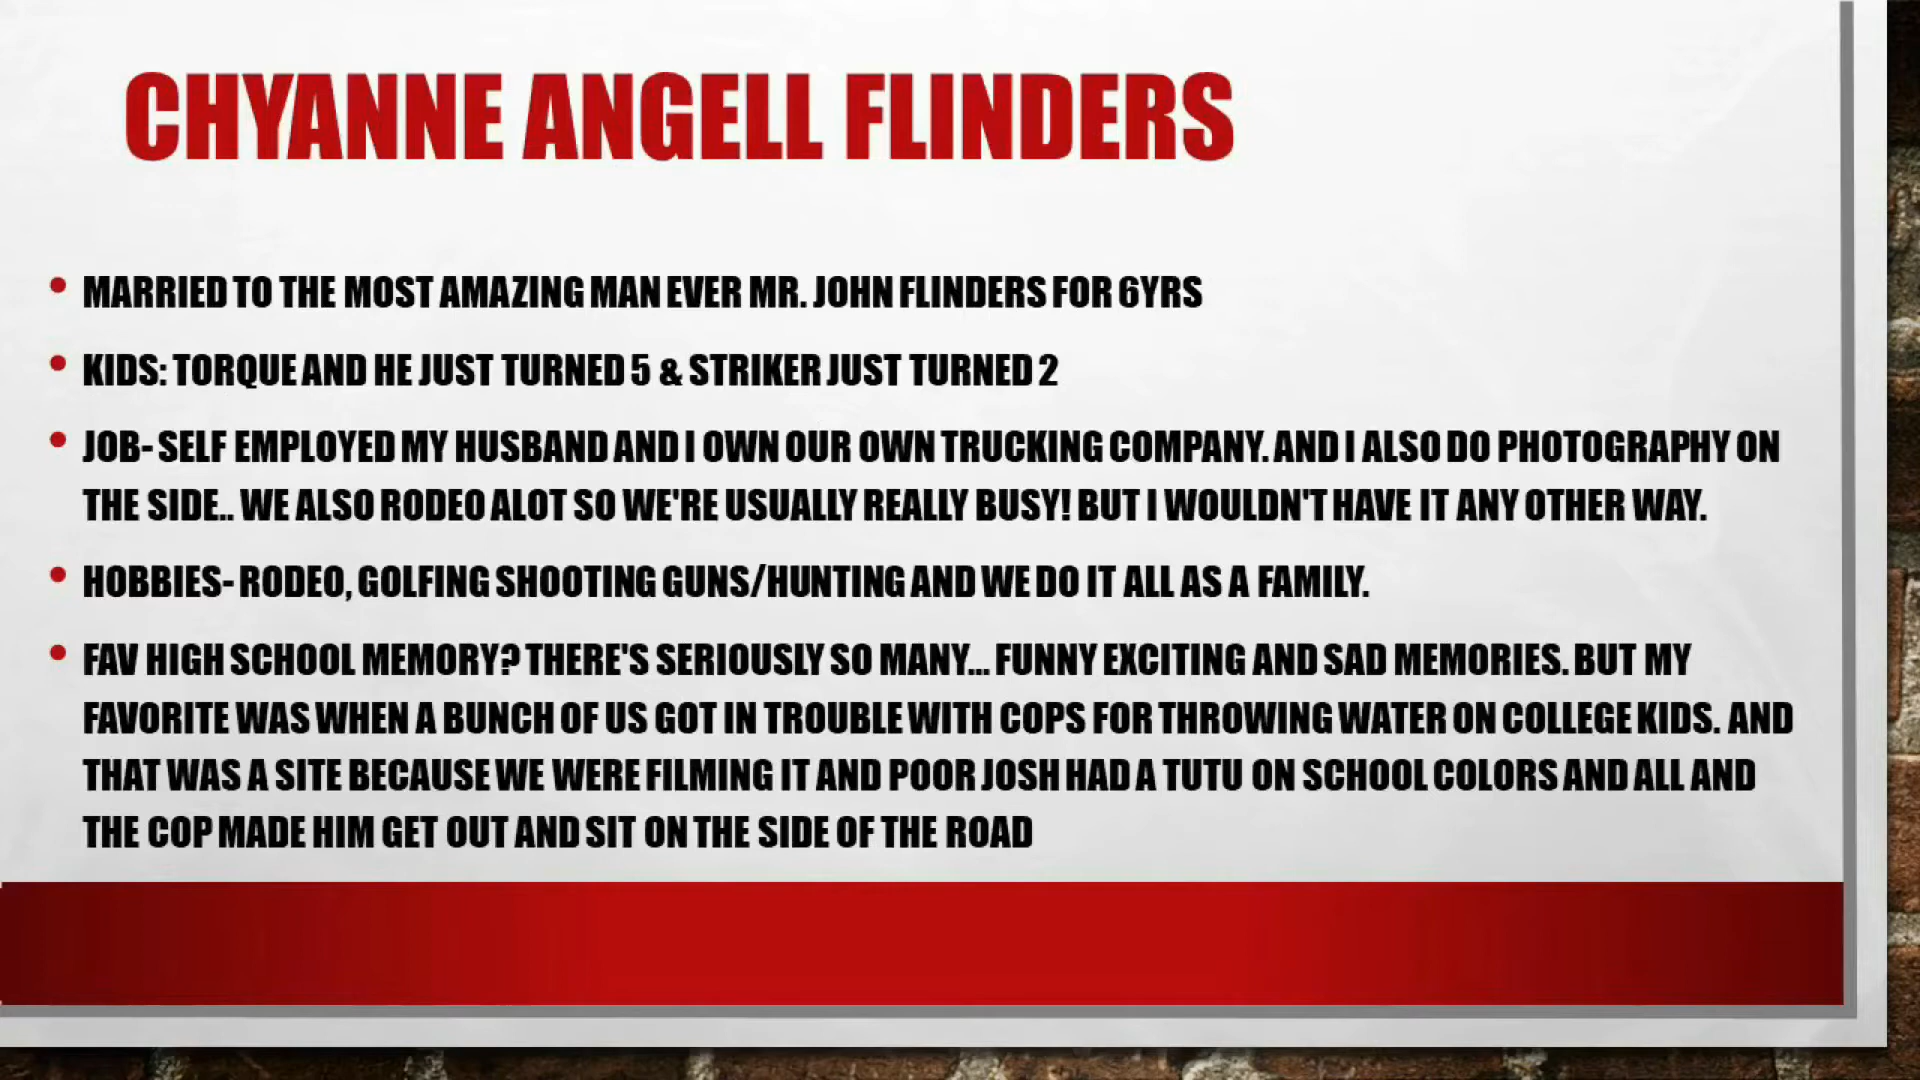 CHYANNE ANGELL FLINDERS
• MARRIED TO THE MOST AMAZING MAN EVER MR. JOHN FLINDERS FOR 6YRS
• KIDS: TORQUE AND HE JUST TURNED 5 & STRIKER JUST TURNED 2
• JOB- SELF EMPLOYED MY HUSBAND AND I OWN OUR OWN TRUCKING COMPANY. AND I ALSO DO PHOTOGRAPHY ON
THE SIDE.. WE ALSO RODEO ALOT SO WE'RE USUALLY REALLY BUSY! BUT I WOULDN'T HAVE IT ANY OTHER WAY.
• HOBBIES- RODEO, GOLFING SHOOTING GUNS/HUNTING AND WE DO IT ALL AS A FAMILY.
• FAV HIGH SCHOOL MEMORY? THERE'S SERIOUSLY SO MANY... FUNNY EXCITING AND SAD MEMORIES. BUT MY
FAVORITE WAS WHEN A BUNCH OF US GOT IN TROUBLE WITH COPS FOR THROWING WATER ON COLLEGE KIDS. AND
THAT WAS A SITE BECAUSE WE WERE FILMING IT AND POOR JOSH HAD A TUTU ON SCHOOL COLORS AND ALL AND
THE COP MADE HIM GET OUT AND SIT ON THE SIDE OF THE ROAD